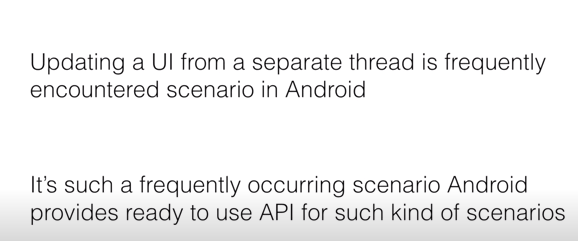 Updating a UI from a separate thread is frequently
encountered scenario in Android
It's such a frequently occurring scenario Android
provides ready to use API for such kind of scenarios